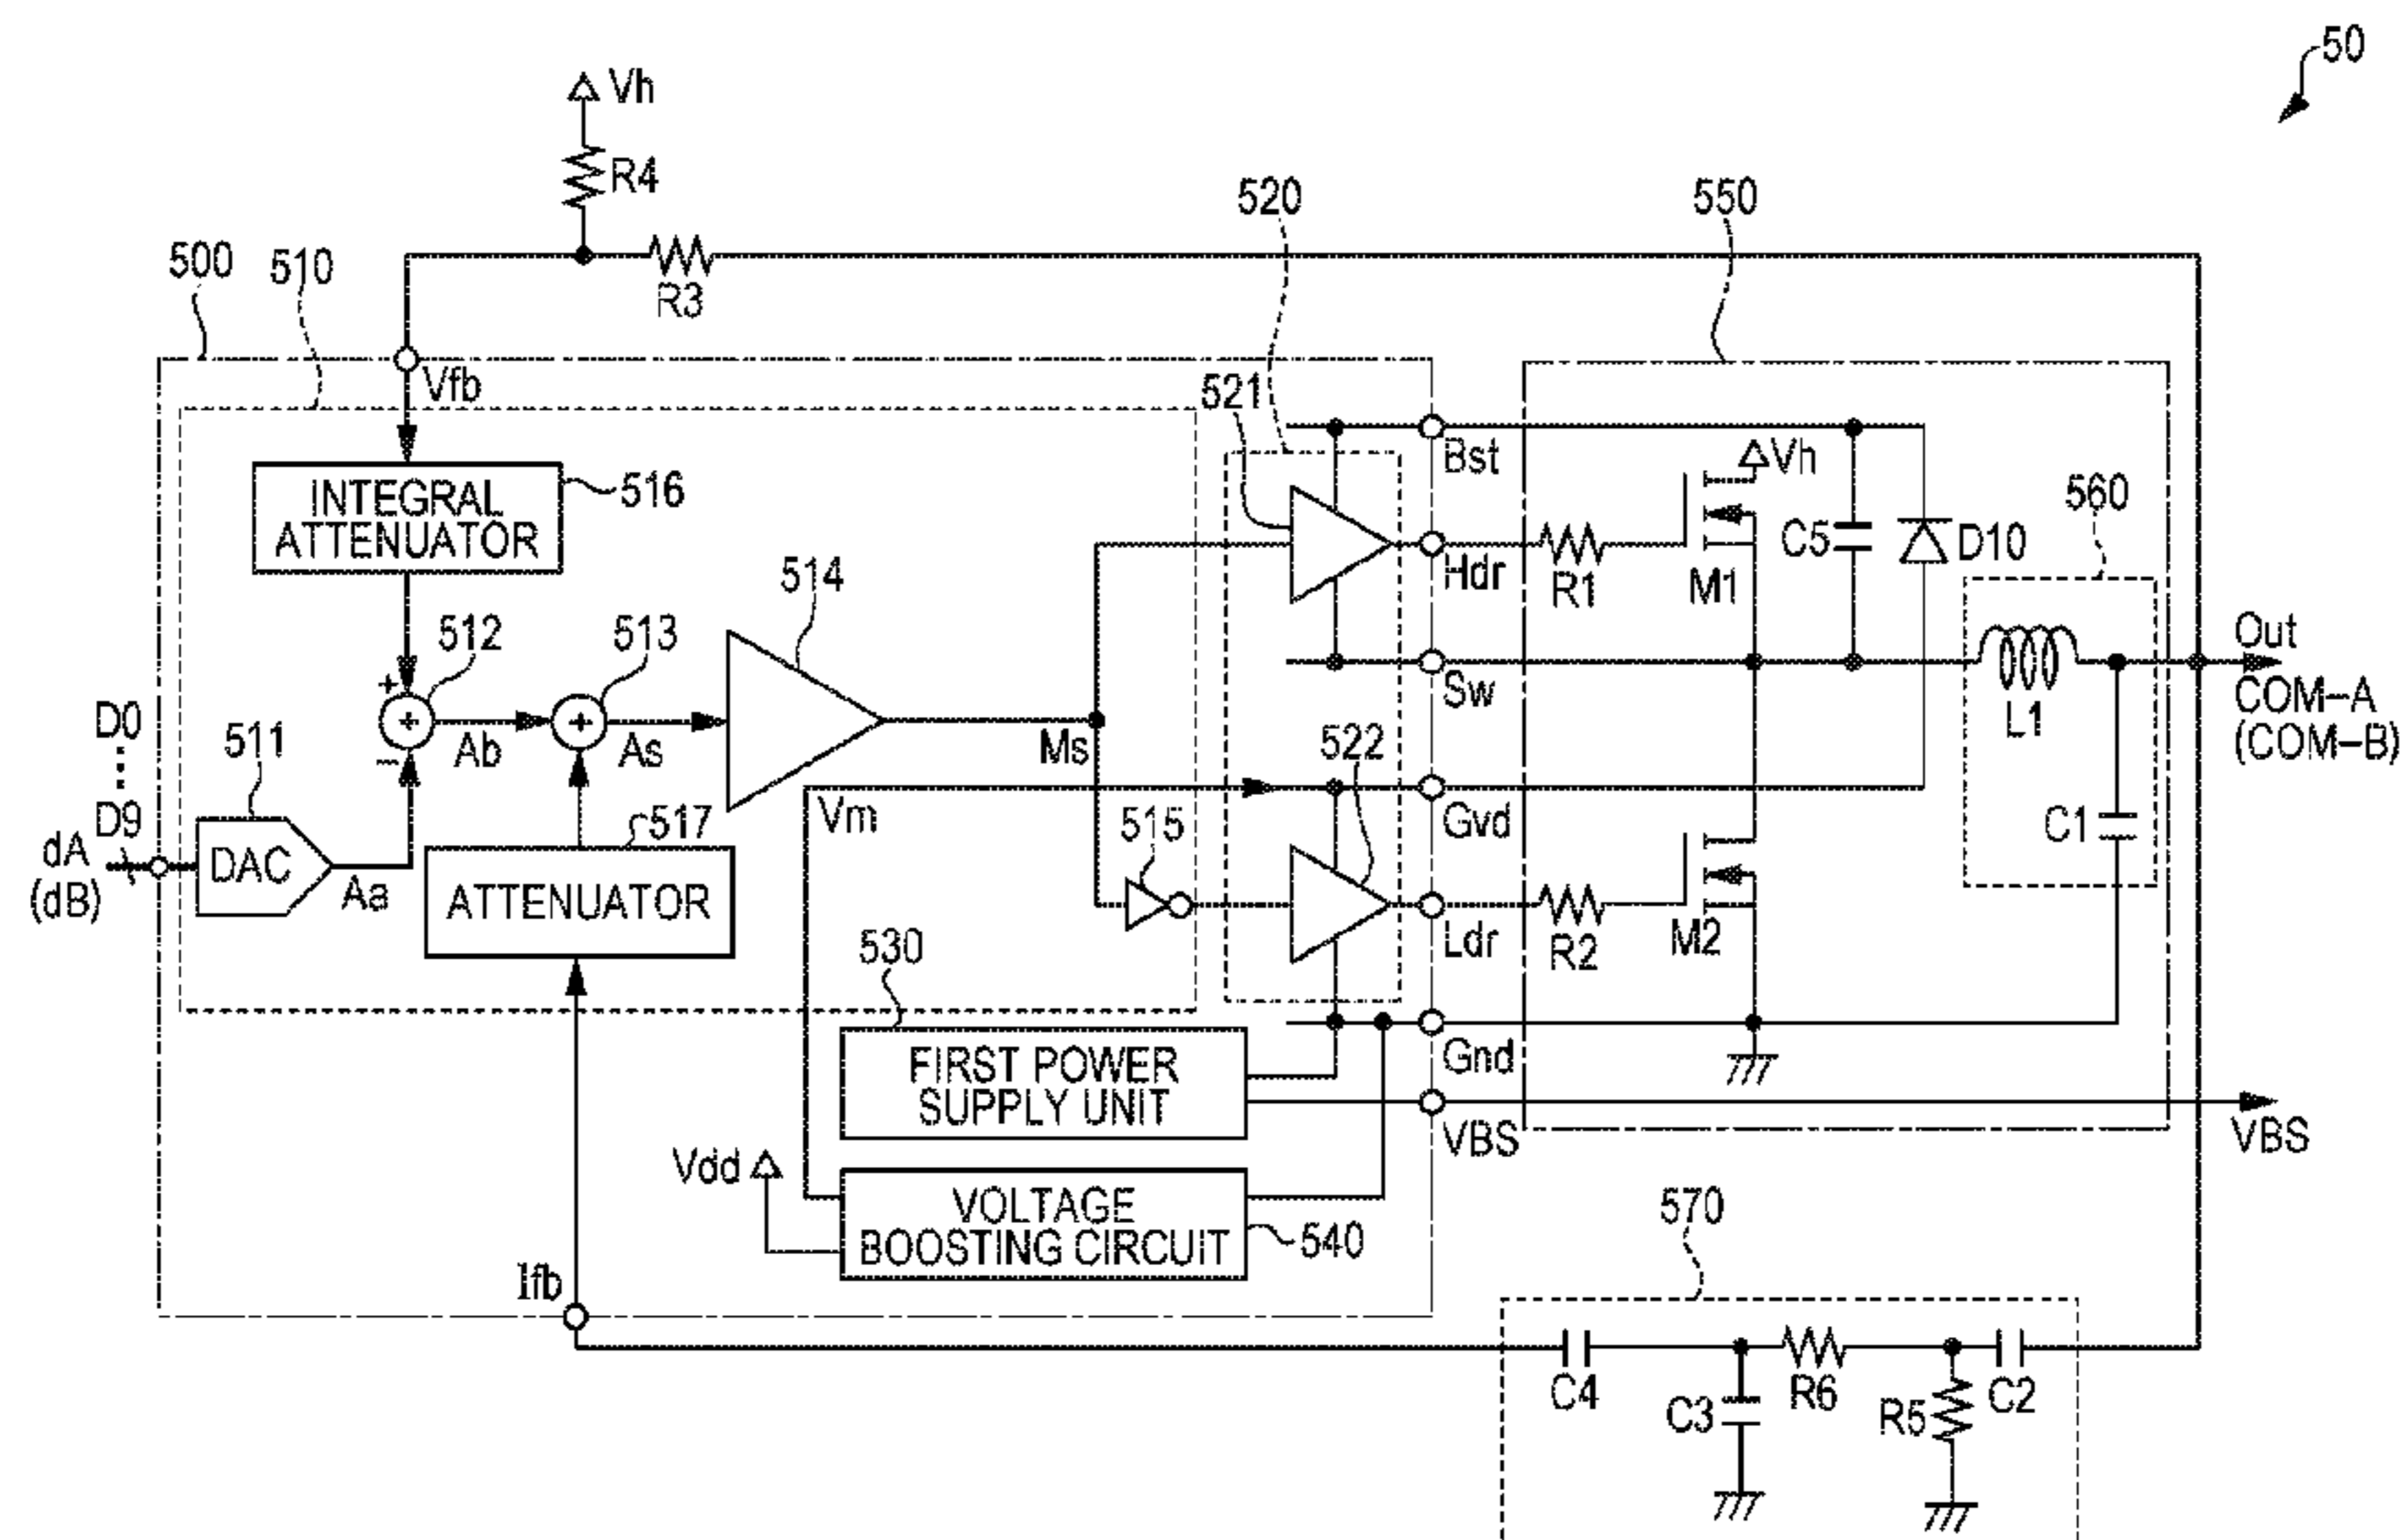 50
Vh
R4
520
550
500
510
R3
Vfb
521
Bst
Vh
560
INTEGRAL
ATTENUATOR
516
514
Hdr
R1
M1
C5
D10
512
513
Out
COM-A
(COM-B)
+
+
+
−
Sw
L1
D0
D9
511
Ab
As
Ms
522
Vm
Gvd
C1
dA
(dB)
DAC
Aa
517
515
ATTENUATOR
530
Ldr
R2
M2
FIRST POWER
SUPPLY UNIT
Gnd
VBS
VBS
Vdd
VOLTAGE
BOOSTING CIRCUIT
540
570
Ifb
C4
C3
R6
R5
C2